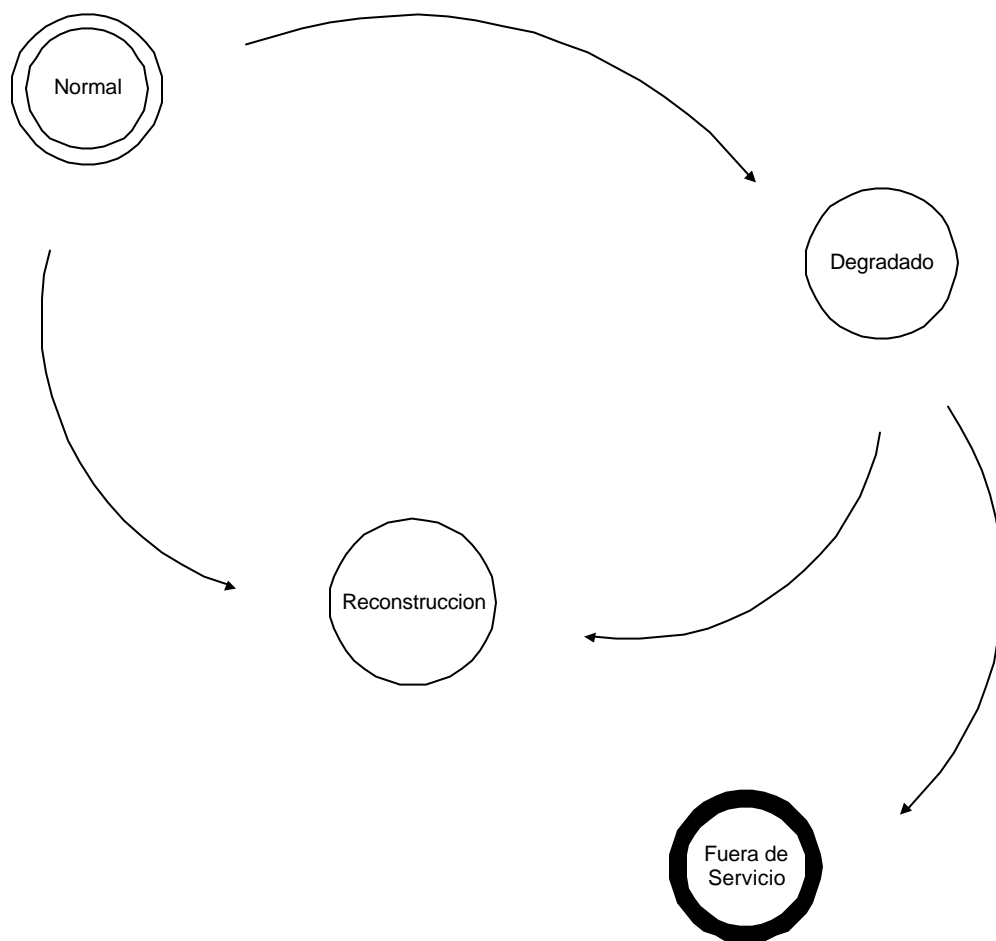 Normal
Degradado
Reconstruccion
Fuera de
Servicio